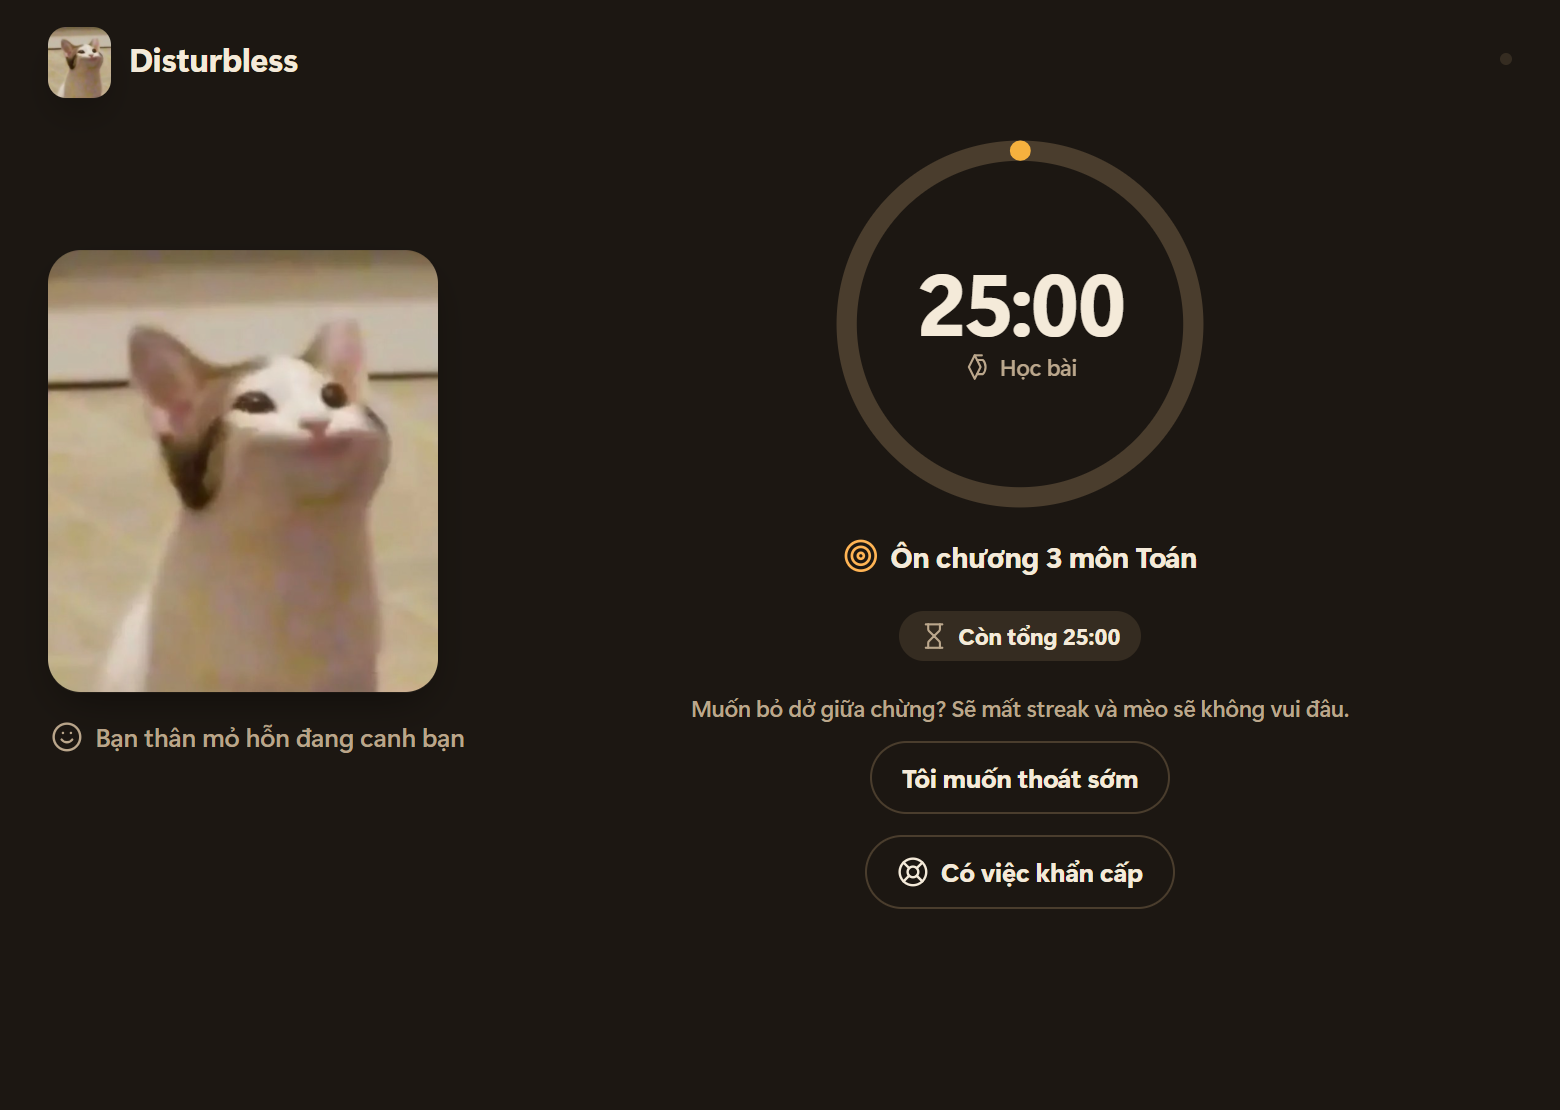 Disturbless
25:00
Học bài
Ôn chương 3 môn Toán
Còn tổng 25:00
Muốn bỏ dở giữa chừng? Sẽ mất streak và mèo sẽ không vui đâu.
Tôi muốn thoát sớm
Có việc khẩn cấp
Bạn thân mỏ hỗn đang canh bạn